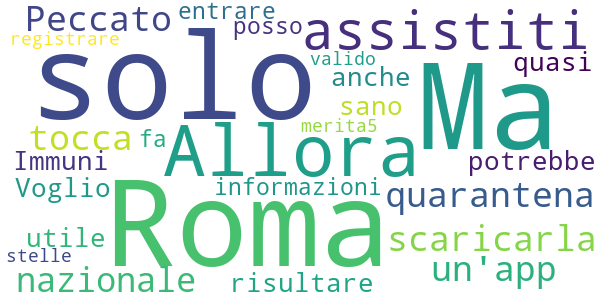 Peccato entrare
registrare posso assistiti
solo valido quasi
anche Ma
tocca fa Allora merita5 sano
Immuni potrebbe
Voglio Roma informazioni quarantena
utile scaricarla
stelle nazionale risultare un'app